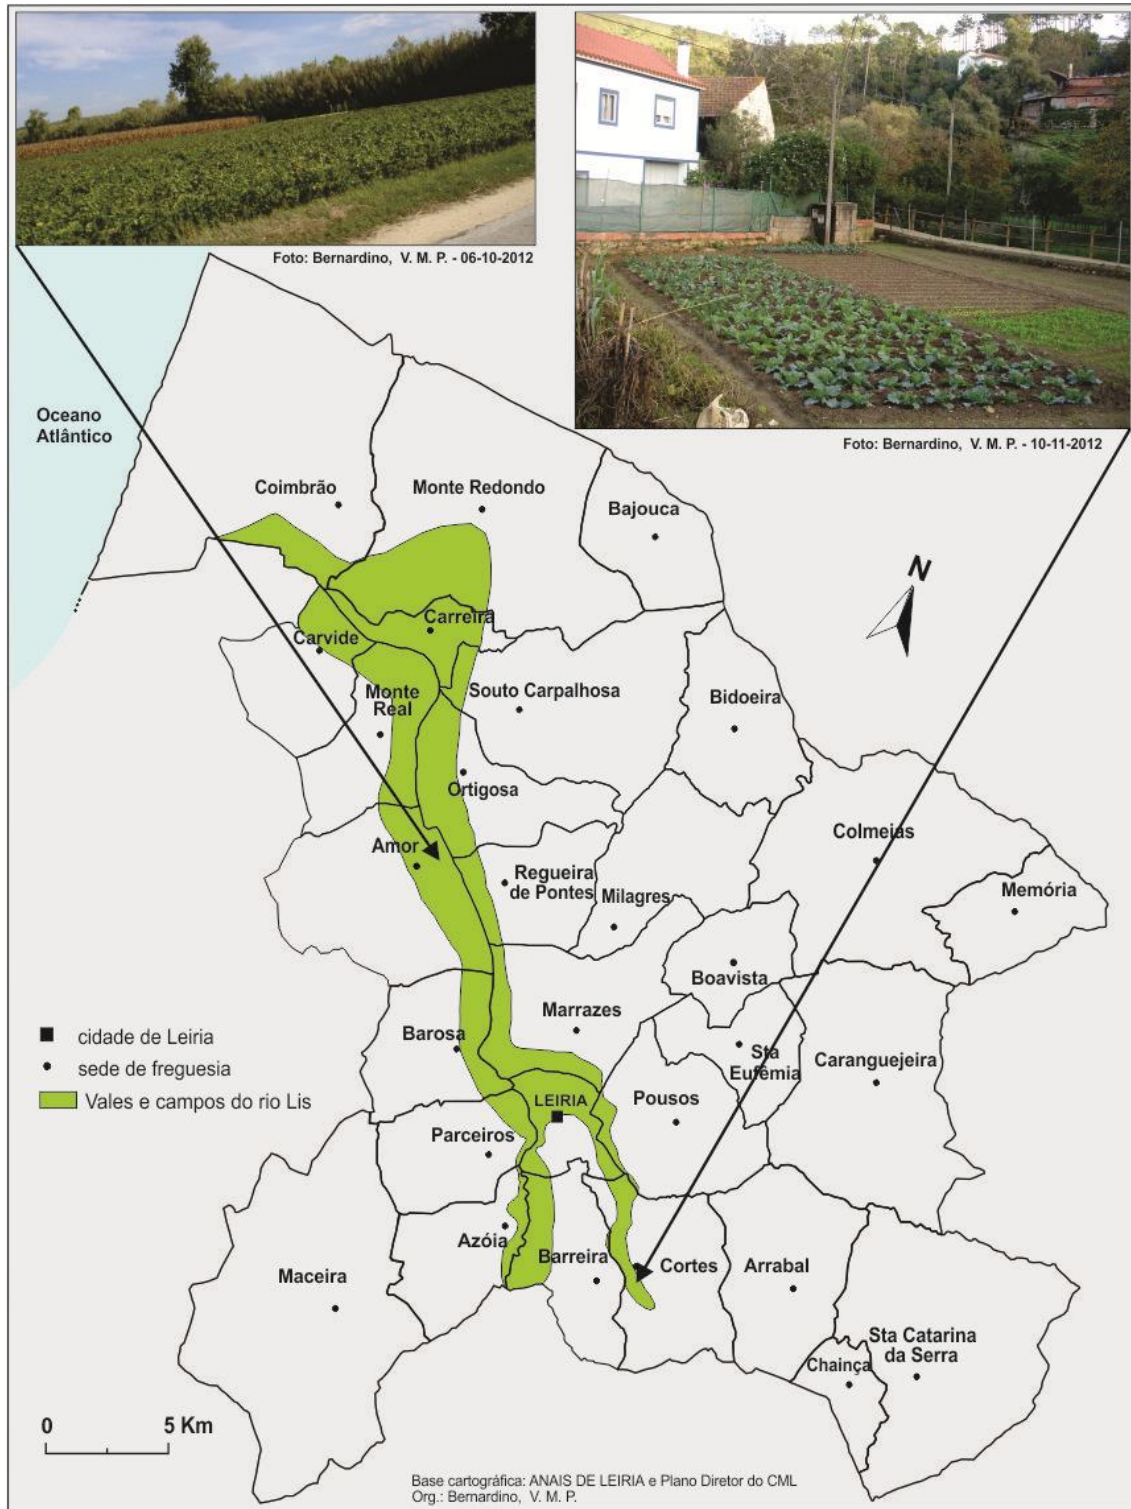 Foto: Bernardino, V. M. P. - 06-10-2012
Foto: Bernardino, V. M. P. - 10-11-2012
Oceano
Atlântico
Coimbrão
Monte Redondo
Bajouca
N
Carreira
Carvide
Monte
Real
Souto Carpalhosa
Bidoeira
Ortigosa
Amor
Colmeias
Regueira
de Pontes
Milagres
Memória
Boavista
Marrazes
Barosa
Sta
Eufêmia
Caranguejeira
cidade de Leiria
sede de freguesia
Vales e campos do rio Lis
LEIRIA
Pousos
Parceiros
Azóia
Barreira
Cortes
Arrabal
Maceira
Sta Catarina
da Serra
Chainça
0 5 Km
Base cartográfica: ANAIS DE LEIRIA e Plano Diretor do CML
Org.: Bernardino, V. M. P.